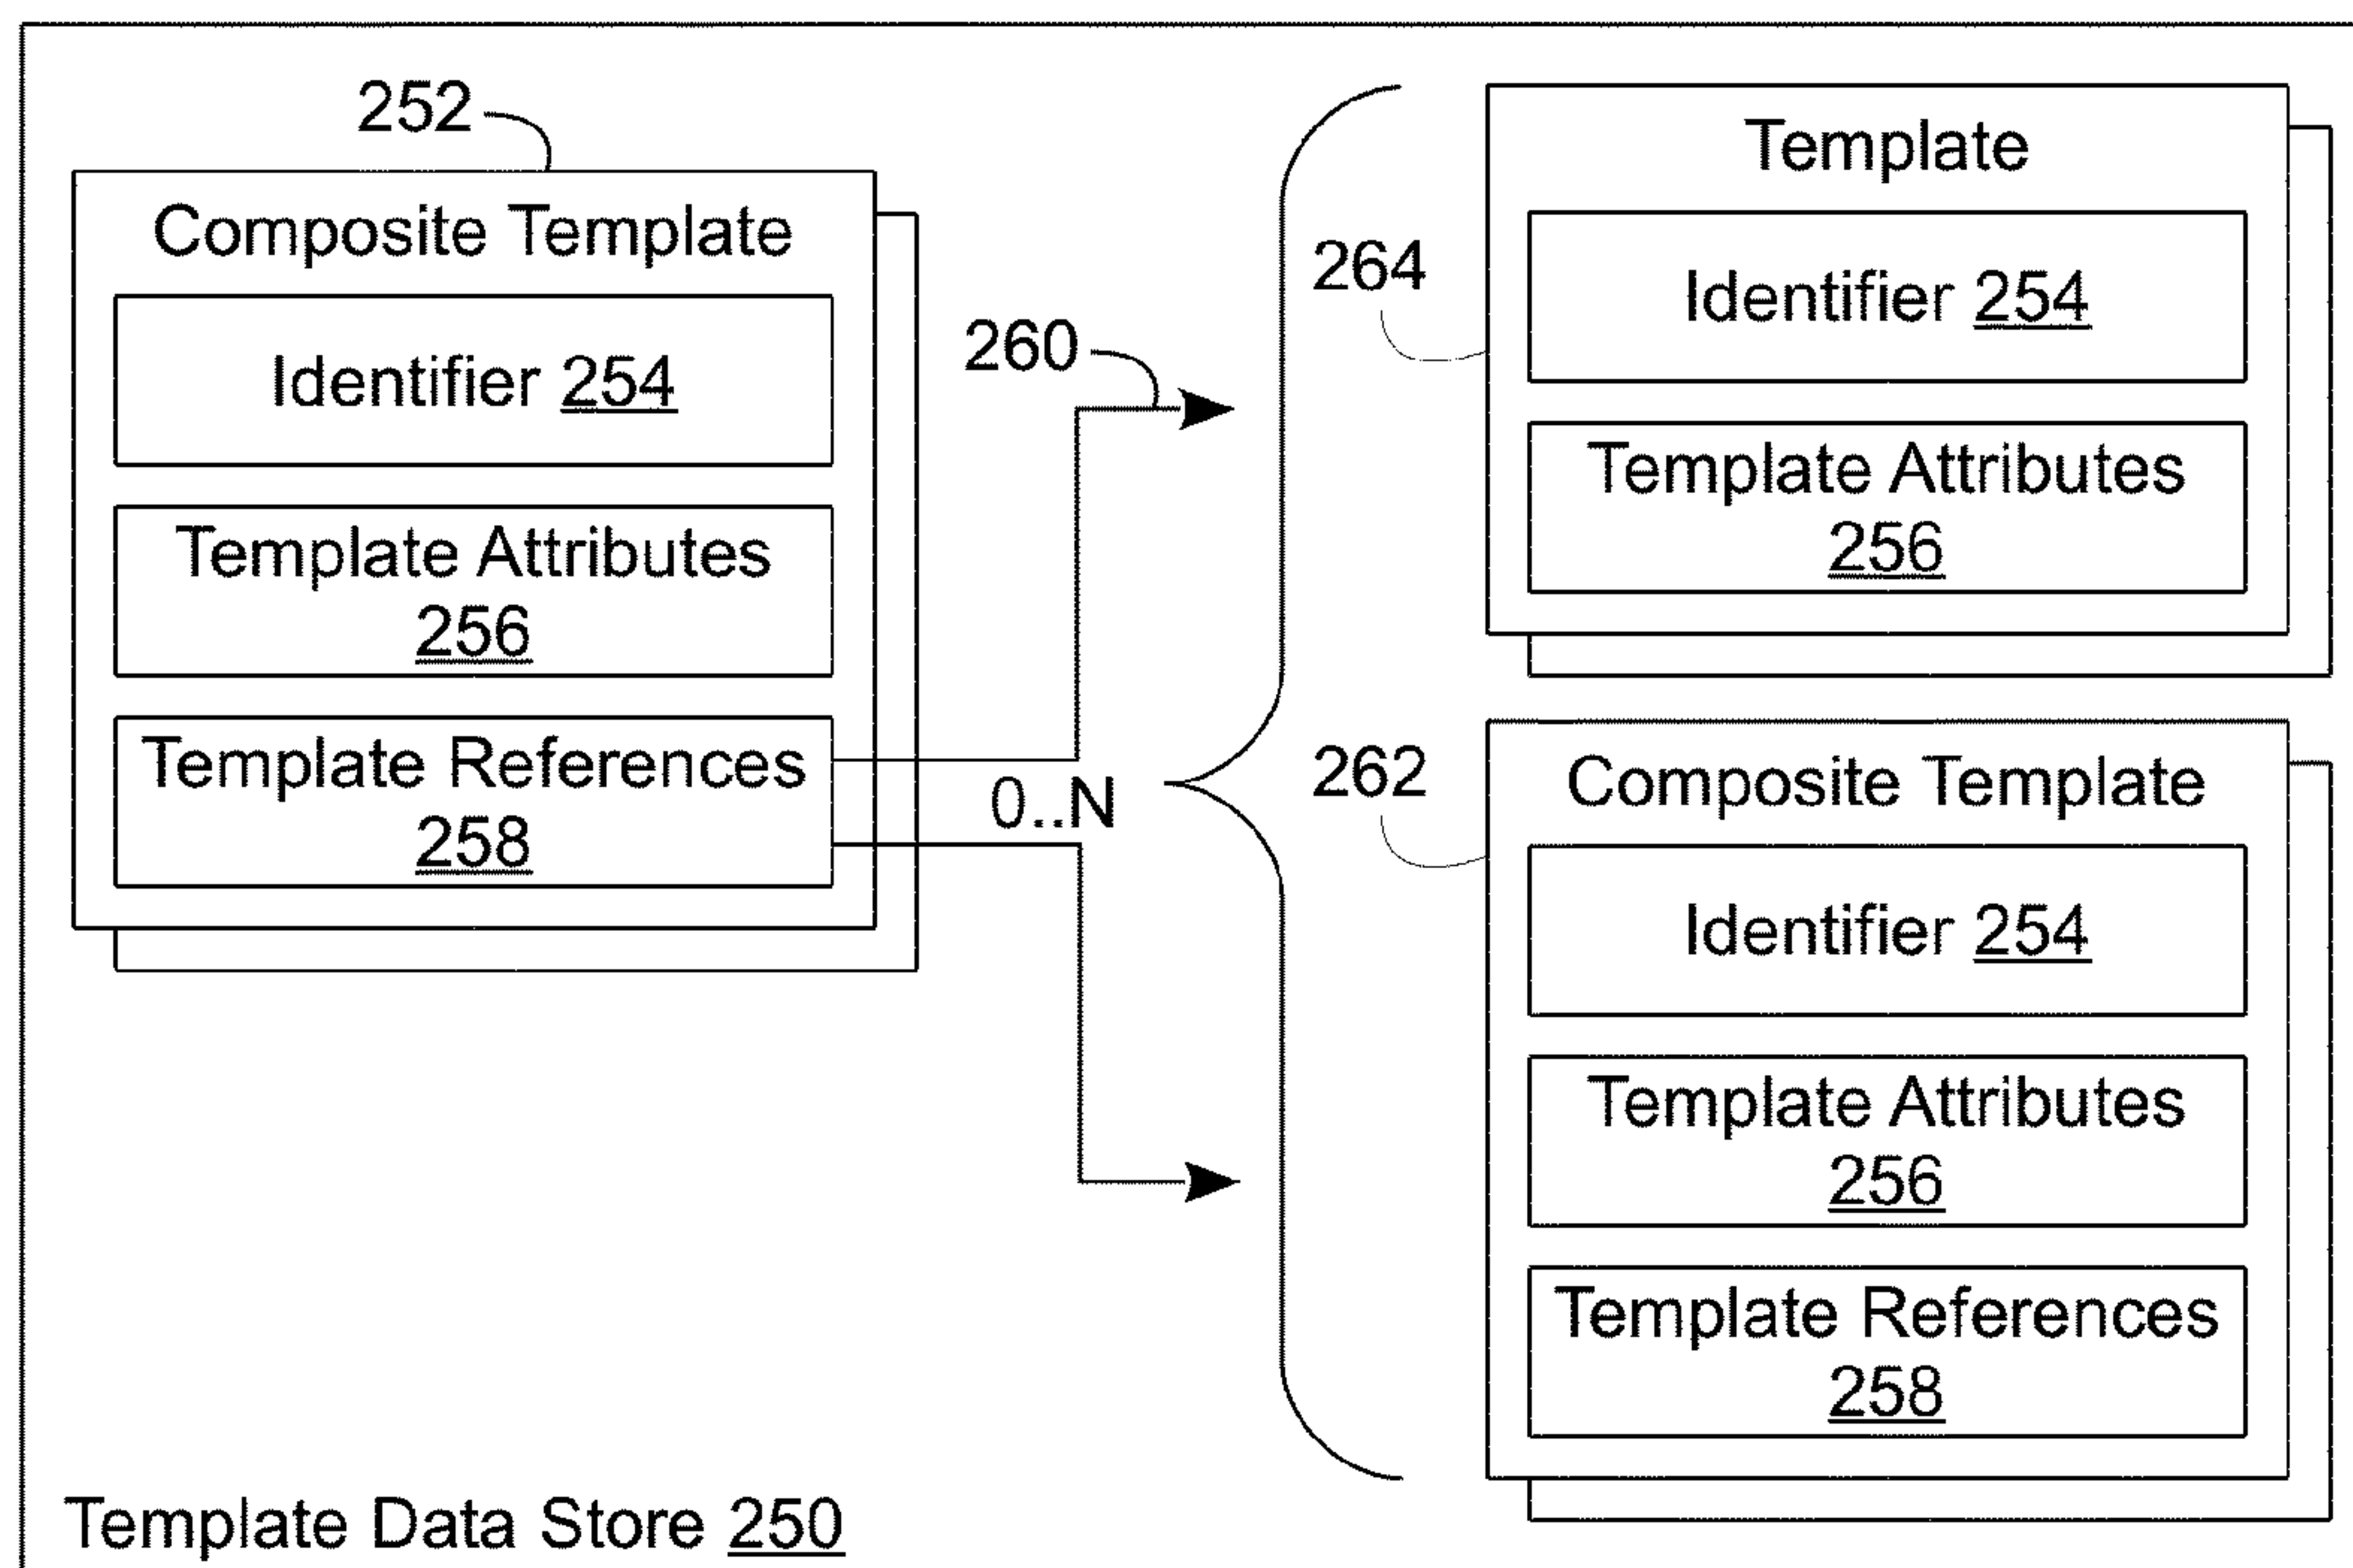 252
Composite Template
Identifier 254
Template Attributes
256
Template References
258
260
0..N
264
Template
Identifier 254
Template Attributes
256
262
Composite Template
Identifier 254
Template Attributes
256
Template References
258
Template Data Store 250